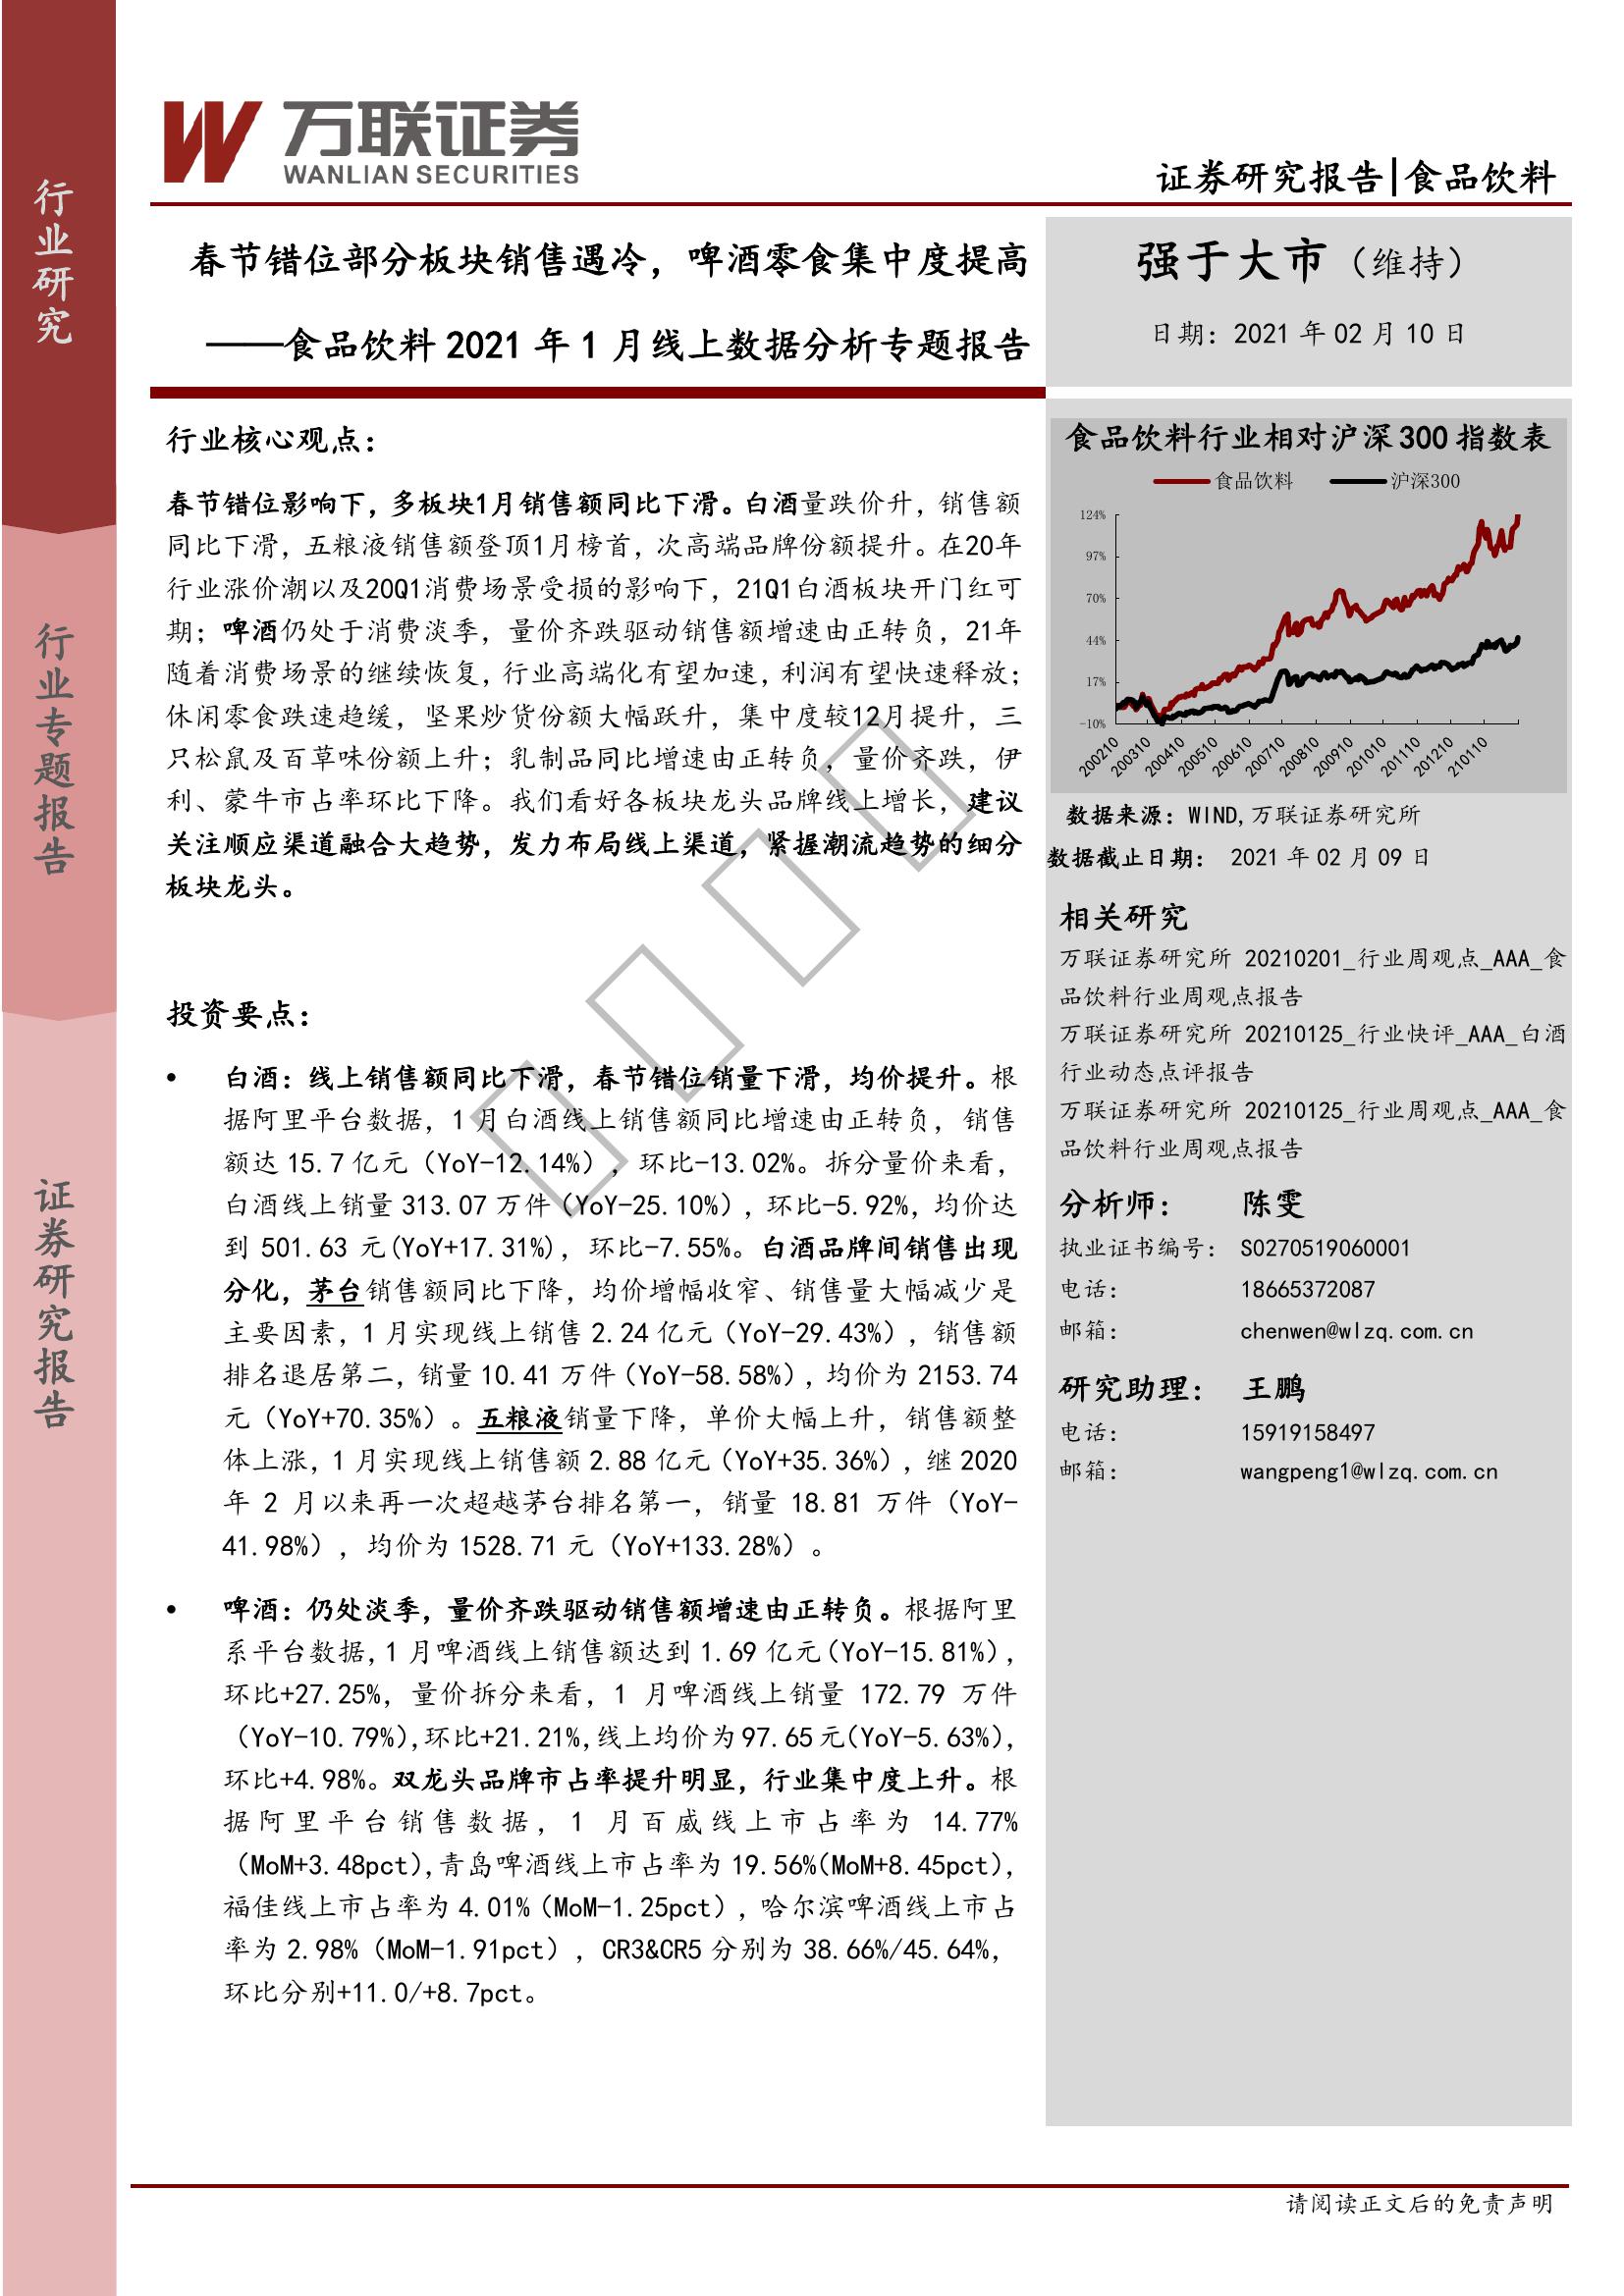 行业研究
行业专题报告
证券研究报告
万联证券
WANLIAN SECURITIES
证券研究报告|食品饮料
春节错位部分板块销售遇冷，啤酒零食集中度提高
——食品饮料 2021 年 1 月线上数据分析专题报告
强于大市（维持）
日期：2021 年 02 月 10 日
行业核心观点：
春节错位影响下，多板块1月销售额同比下滑。白酒量跌价升，销售额
同比下滑，五粮液销售额登顶1月榜首，次高端品牌份额提升。在20年
行业涨价潮以及20Q1消费场景受损的影响下，21Q1白酒板块开门红可
期；啤酒仍处于消费淡季，量价齐跌驱动销售额增速由正转负，21年
随着消费场景的继续恢复，行业高端化有望加速，利润有望快速释放；
休闲零食跌速趋缓，坚果炒货份额大幅跃升，集中度较12月提升，三
只松鼠及百草味份额上升；乳制品同比增速由正转负，量价齐跌，伊
利、蒙牛市占率环比下降。我们看好各板块龙头品牌线上增长，建议
关注顺应渠道融合大趋势，发力布局线上渠道，紧握潮流趋势的细分
板块龙头。
投资要点：
• 白酒：线上销售额同比下滑，春节错位销量下滑，均价提升。根
据阿里平台数据，1 月白酒线上销售额同比增速由正转负，销售
额达 15.7 亿元（YoY-12.14%），环比-13.02%。拆分量价来看，
白酒线上销量 313.07 万件（YoY-25.10%），环比-5.92%，均价达
到 501.63 元(YoY+17.31%)，环比-7.55%。白酒品牌间销售出现
分化，茅台销售额同比下降，均价增幅收窄、销售量大幅减少是
主要因素，1 月实现线上销售 2.24 亿元（YoY-29.43%），销售额
排名退居第二，销量 10.41 万件（YoY-58.58%），均价为 2153.74
元（YoY+70.35%）。五粮液销量下降，单价大幅上升，销售额整
体上涨，1 月实现线上销售额 2.88 亿元（YoY+35.36%），继 2020
年 2 月以来再一次超越茅台排名第一，销量 18.81 万件（YoY-
41.98%），均价为 1528.71 元（YoY+133.28%）。
• 啤酒：仍处淡季，量价齐跌驱动销售额增速由正转负。根据阿里
系平台数据，1 月啤酒线上销售额达到 1.69 亿元（YoY-15.81%），
环比+27.25%，量价拆分来看，1 月啤酒线上销量 172.79 万件
（YoY-10.79%），环比+21.21%，线上均价为 97.65 元（YoY-5.63%），
环比+4.98%。双龙头品牌市占率提升明显，行业集中度上升。根
据阿里平台销售数据，1 月百威线上市占率为 14.77%
（MoM+3.48pct），青岛啤酒线上市占率为 19.56%（MoM+8.45pct），
福佳线上市占率为 4.01%（MoM-1.25pct），哈尔滨啤酒线上市占
率为 2.98%（MoM-1.91pct），CR3&CR5 分别为 38.66%/45.64%，
环比分别+11.0/+8.7pct。
食品饮料行业相对沪深 300 指数表
食品饮料 沪深300
124%
97%
70%
44%
17%
-10%
200210 200310 200410 200510 200610 200710 200810 200910 201010 201110 201210 210110
数据来源：WIND,万联证券研究所
数据截止日期： 2021 年 02 月 09 日
相关研究
万联证券研究所 20210201_行业周观点_AAA_食
品饮料行业周观点报告
万联证券研究所 20210125_行业快评_AAA_白酒
行业动态点评报告
万联证券研究所 20210125_行业周观点_AAA_食
品饮料行业周观点报告
分析师： 陈雯
执业证书编号： S0270519060001
电话： 18665372087
邮箱： chenwen@wlzq.com.cn
研究助理： 王鹏
电话： 15919158497
邮箱： wangpeng1@wlzq.com.cn
请阅读正文后的免责声明